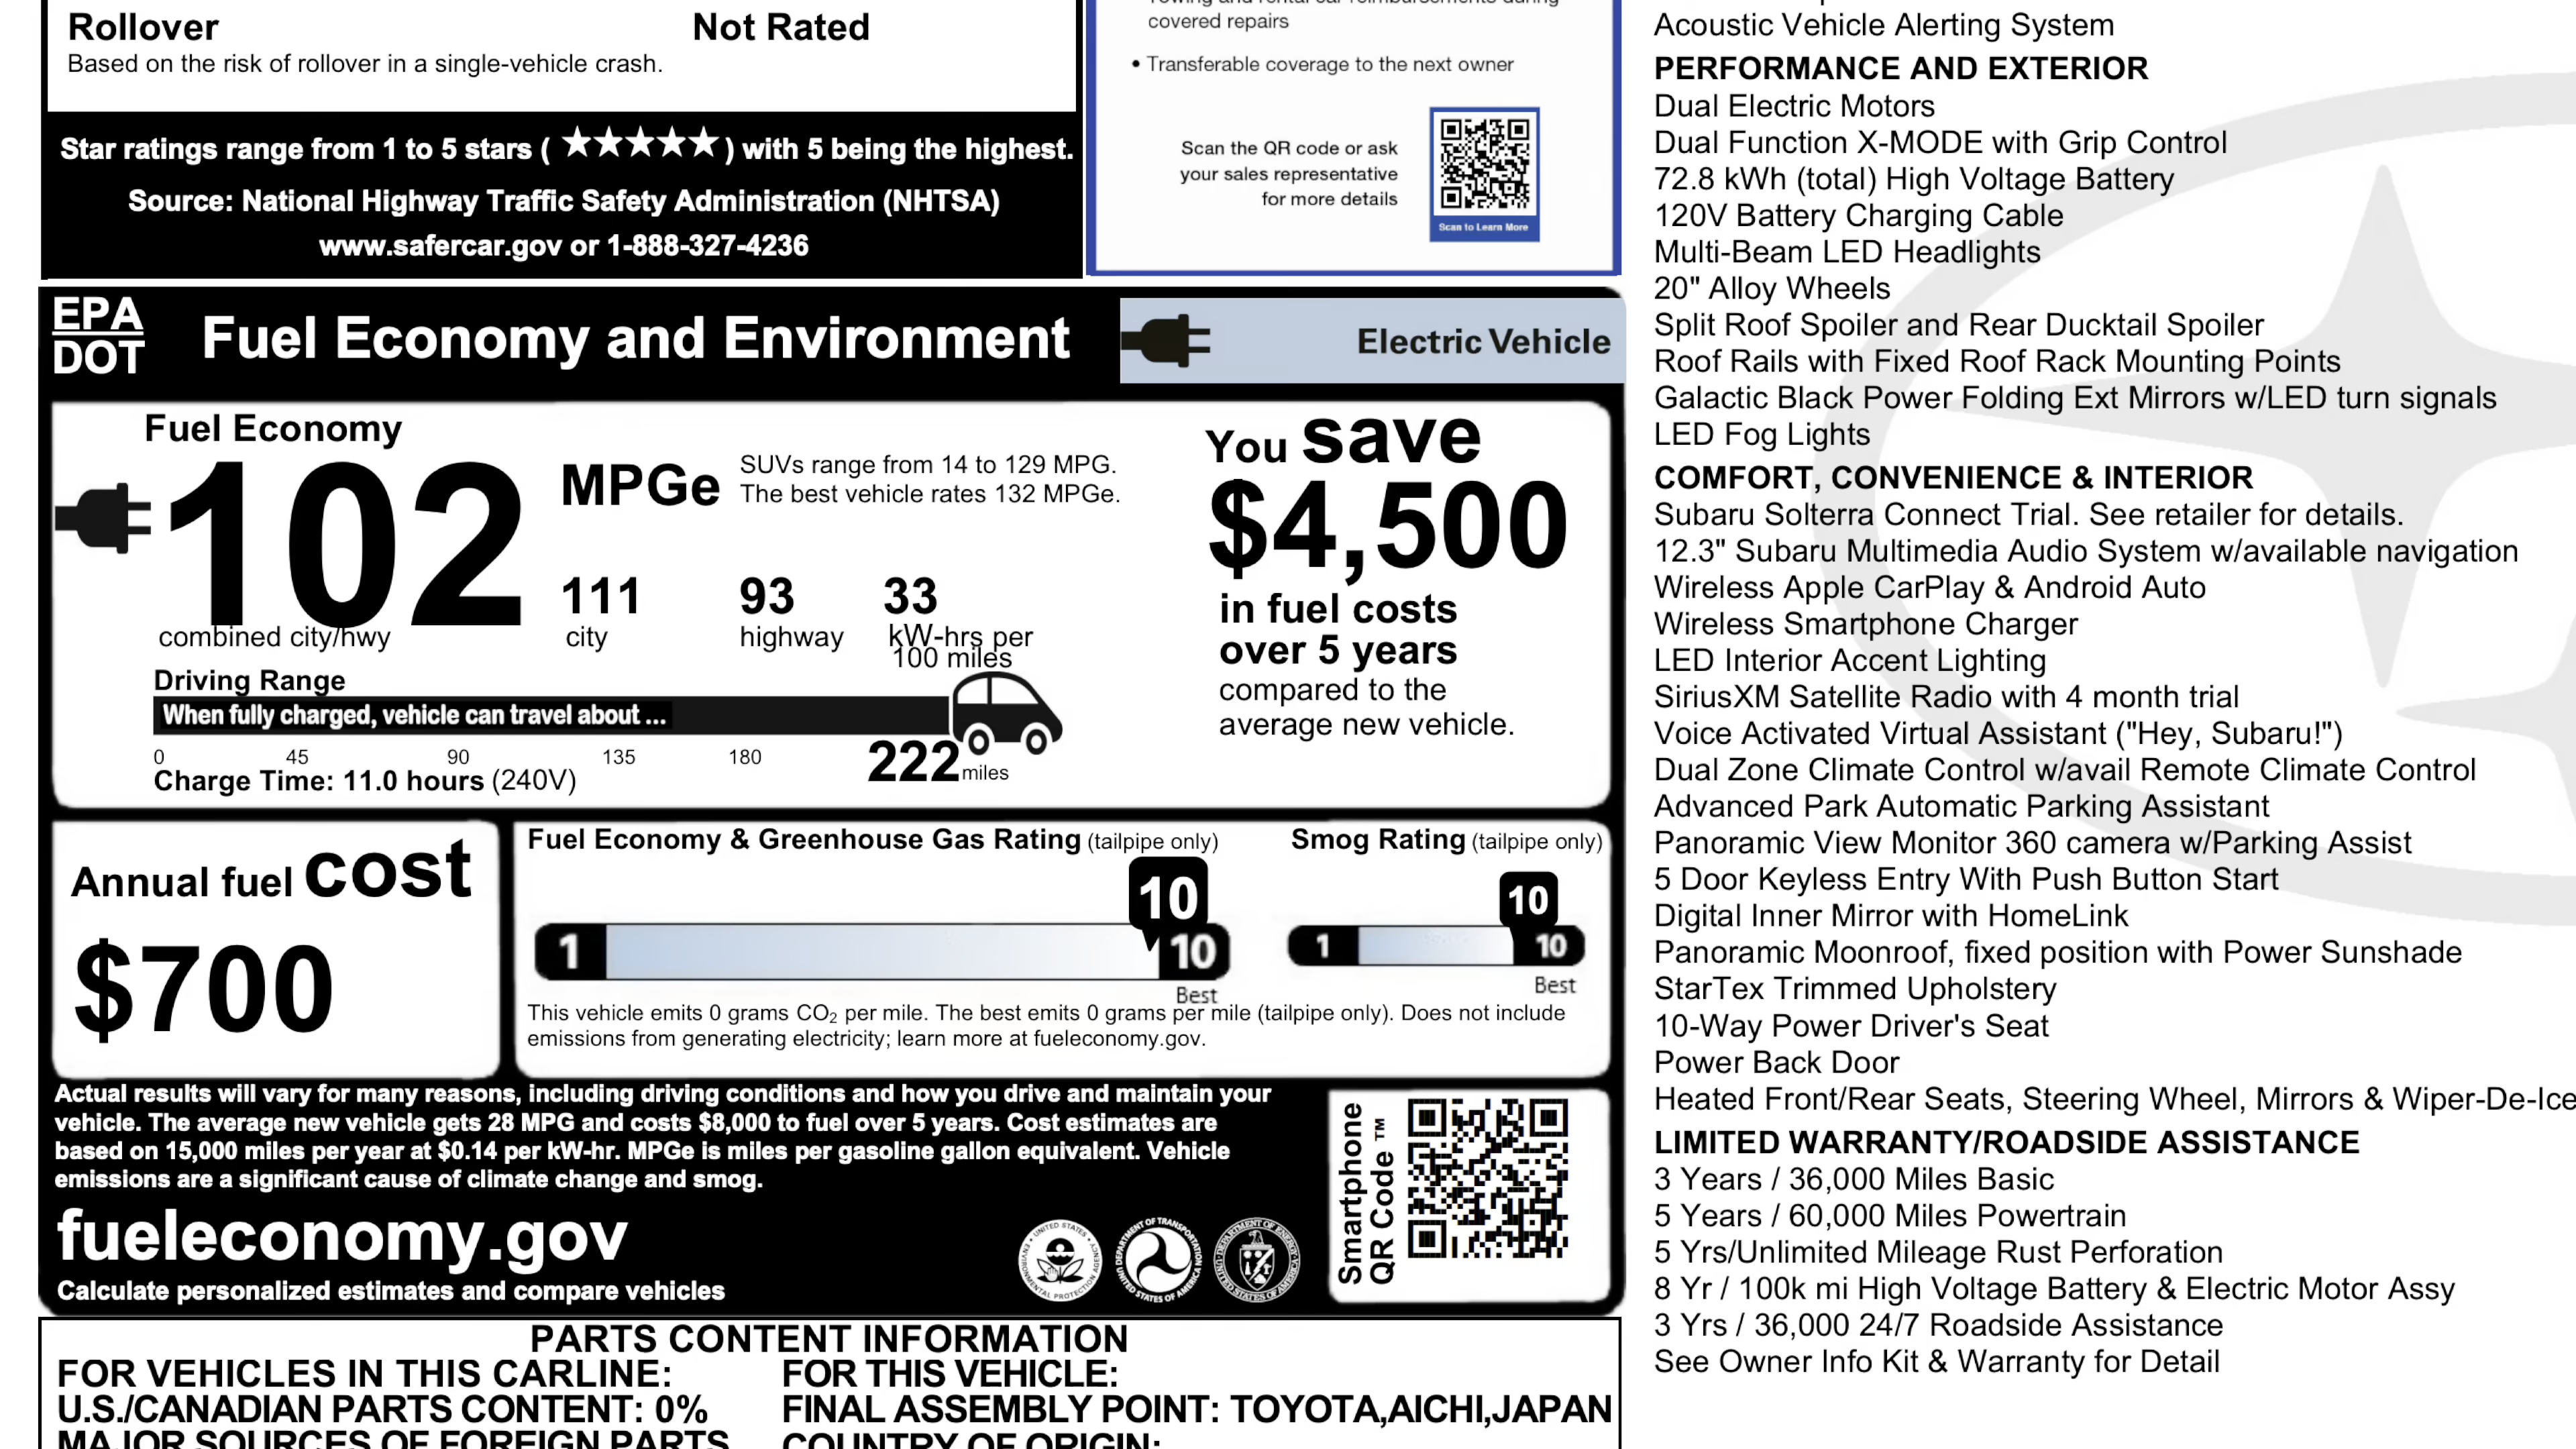 Rollover Not Rated
Based on the risk of rollover in a single-vehicle crash.
Star ratings range from 1 to 5 stars ( ★★★★★ ) with 5 being the highest.
Source: National Highway Traffic Safety Administration (NHTSA)
www.safercar.gov or 1-888-327-4236
covered repairs
• Transferable coverage to the next owner
Scan the QR code or ask
your sales representative
for more details
Scan to Learn More
EPA
DOT
Fuel Economy and Environment
Electric Vehicle
Fuel Economy
102
MPGe
SUVs range from 14 to 129 MPG.
The best vehicle rates 132 MPGe.
combined city/hwy
111
city
93
highway
33
kW-hrs per
100 miles
Driving Range
When fully charged, vehicle can travel about ...
0 45 90 135 180 222 miles
Charge Time: 11.0 hours (240V)
You save
$4,500
in fuel costs
over 5 years
compared to the
average new vehicle.
Annual fuel cost
$700
Fuel Economy & Greenhouse Gas Rating (tailpipe only)
10
1 10
Best
Smog Rating (tailpipe only)
10
1 10
Best
This vehicle emits 0 grams CO₂ per mile. The best emits 0 grams per mile (tailpipe only). Does not include
emissions from generating electricity; learn more at fueleconomy.gov.
Actual results will vary for many reasons, including driving conditions and how you drive and maintain your
vehicle. The average new vehicle gets 28 MPG and costs $8,000 to fuel over 5 years. Cost estimates are
based on 15,000 miles per year at $0.14 per kW-hr. MPGe is miles per gasoline gallon equivalent. Vehicle
emissions are a significant cause of climate change and smog.
fueleconomy.gov
Calculate personalized estimates and compare vehicles
Smartphone
QR Code ™
PARTS CONTENT INFORMATION
FOR VEHICLES IN THIS CARLINE:
U.S./CANADIAN PARTS CONTENT: 0%
MAJOR SOURCES OF FOREIGN PARTS
FOR THIS VEHICLE:
FINAL ASSEMBLY POINT: TOYOTA,AICHI,JAPAN
COUNTRY OF ORIGIN:
Acoustic Vehicle Alerting System
PERFORMANCE AND EXTERIOR
Dual Electric Motors
Dual Function X-MODE with Grip Control
72.8 kWh (total) High Voltage Battery
120V Battery Charging Cable
Multi-Beam LED Headlights
20" Alloy Wheels
Split Roof Spoiler and Rear Ducktail Spoiler
Roof Rails with Fixed Roof Rack Mounting Points
Galactic Black Power Folding Ext Mirrors w/LED turn signals
LED Fog Lights
COMFORT, CONVENIENCE & INTERIOR
Subaru Solterra Connect Trial. See retailer for details.
12.3" Subaru Multimedia Audio System w/available navigation
Wireless Apple CarPlay & Android Auto
Wireless Smartphone Charger
LED Interior Accent Lighting
SiriusXM Satellite Radio with 4 month trial
Voice Activated Virtual Assistant ("Hey, Subaru!")
Dual Zone Climate Control w/avail Remote Climate Control
Advanced Park Automatic Parking Assistant
Panoramic View Monitor 360 camera w/Parking Assist
5 Door Keyless Entry With Push Button Start
Digital Inner Mirror with HomeLink
Panoramic Moonroof, fixed position with Power Sunshade
StarTex Trimmed Upholstery
10-Way Power Driver's Seat
Power Back Door
Heated Front/Rear Seats, Steering Wheel, Mirrors & Wiper-De-Ice
LIMITED WARRANTY/ROADSIDE ASSISTANCE
3 Years / 36,000 Miles Basic
5 Years / 60,000 Miles Powertrain
5 Yrs/Unlimited Mileage Rust Perforation
8 Yr / 100k mi High Voltage Battery & Electric Motor Assy
3 Yrs / 36,000 24/7 Roadside Assistance
See Owner Info Kit & Warranty for Detail